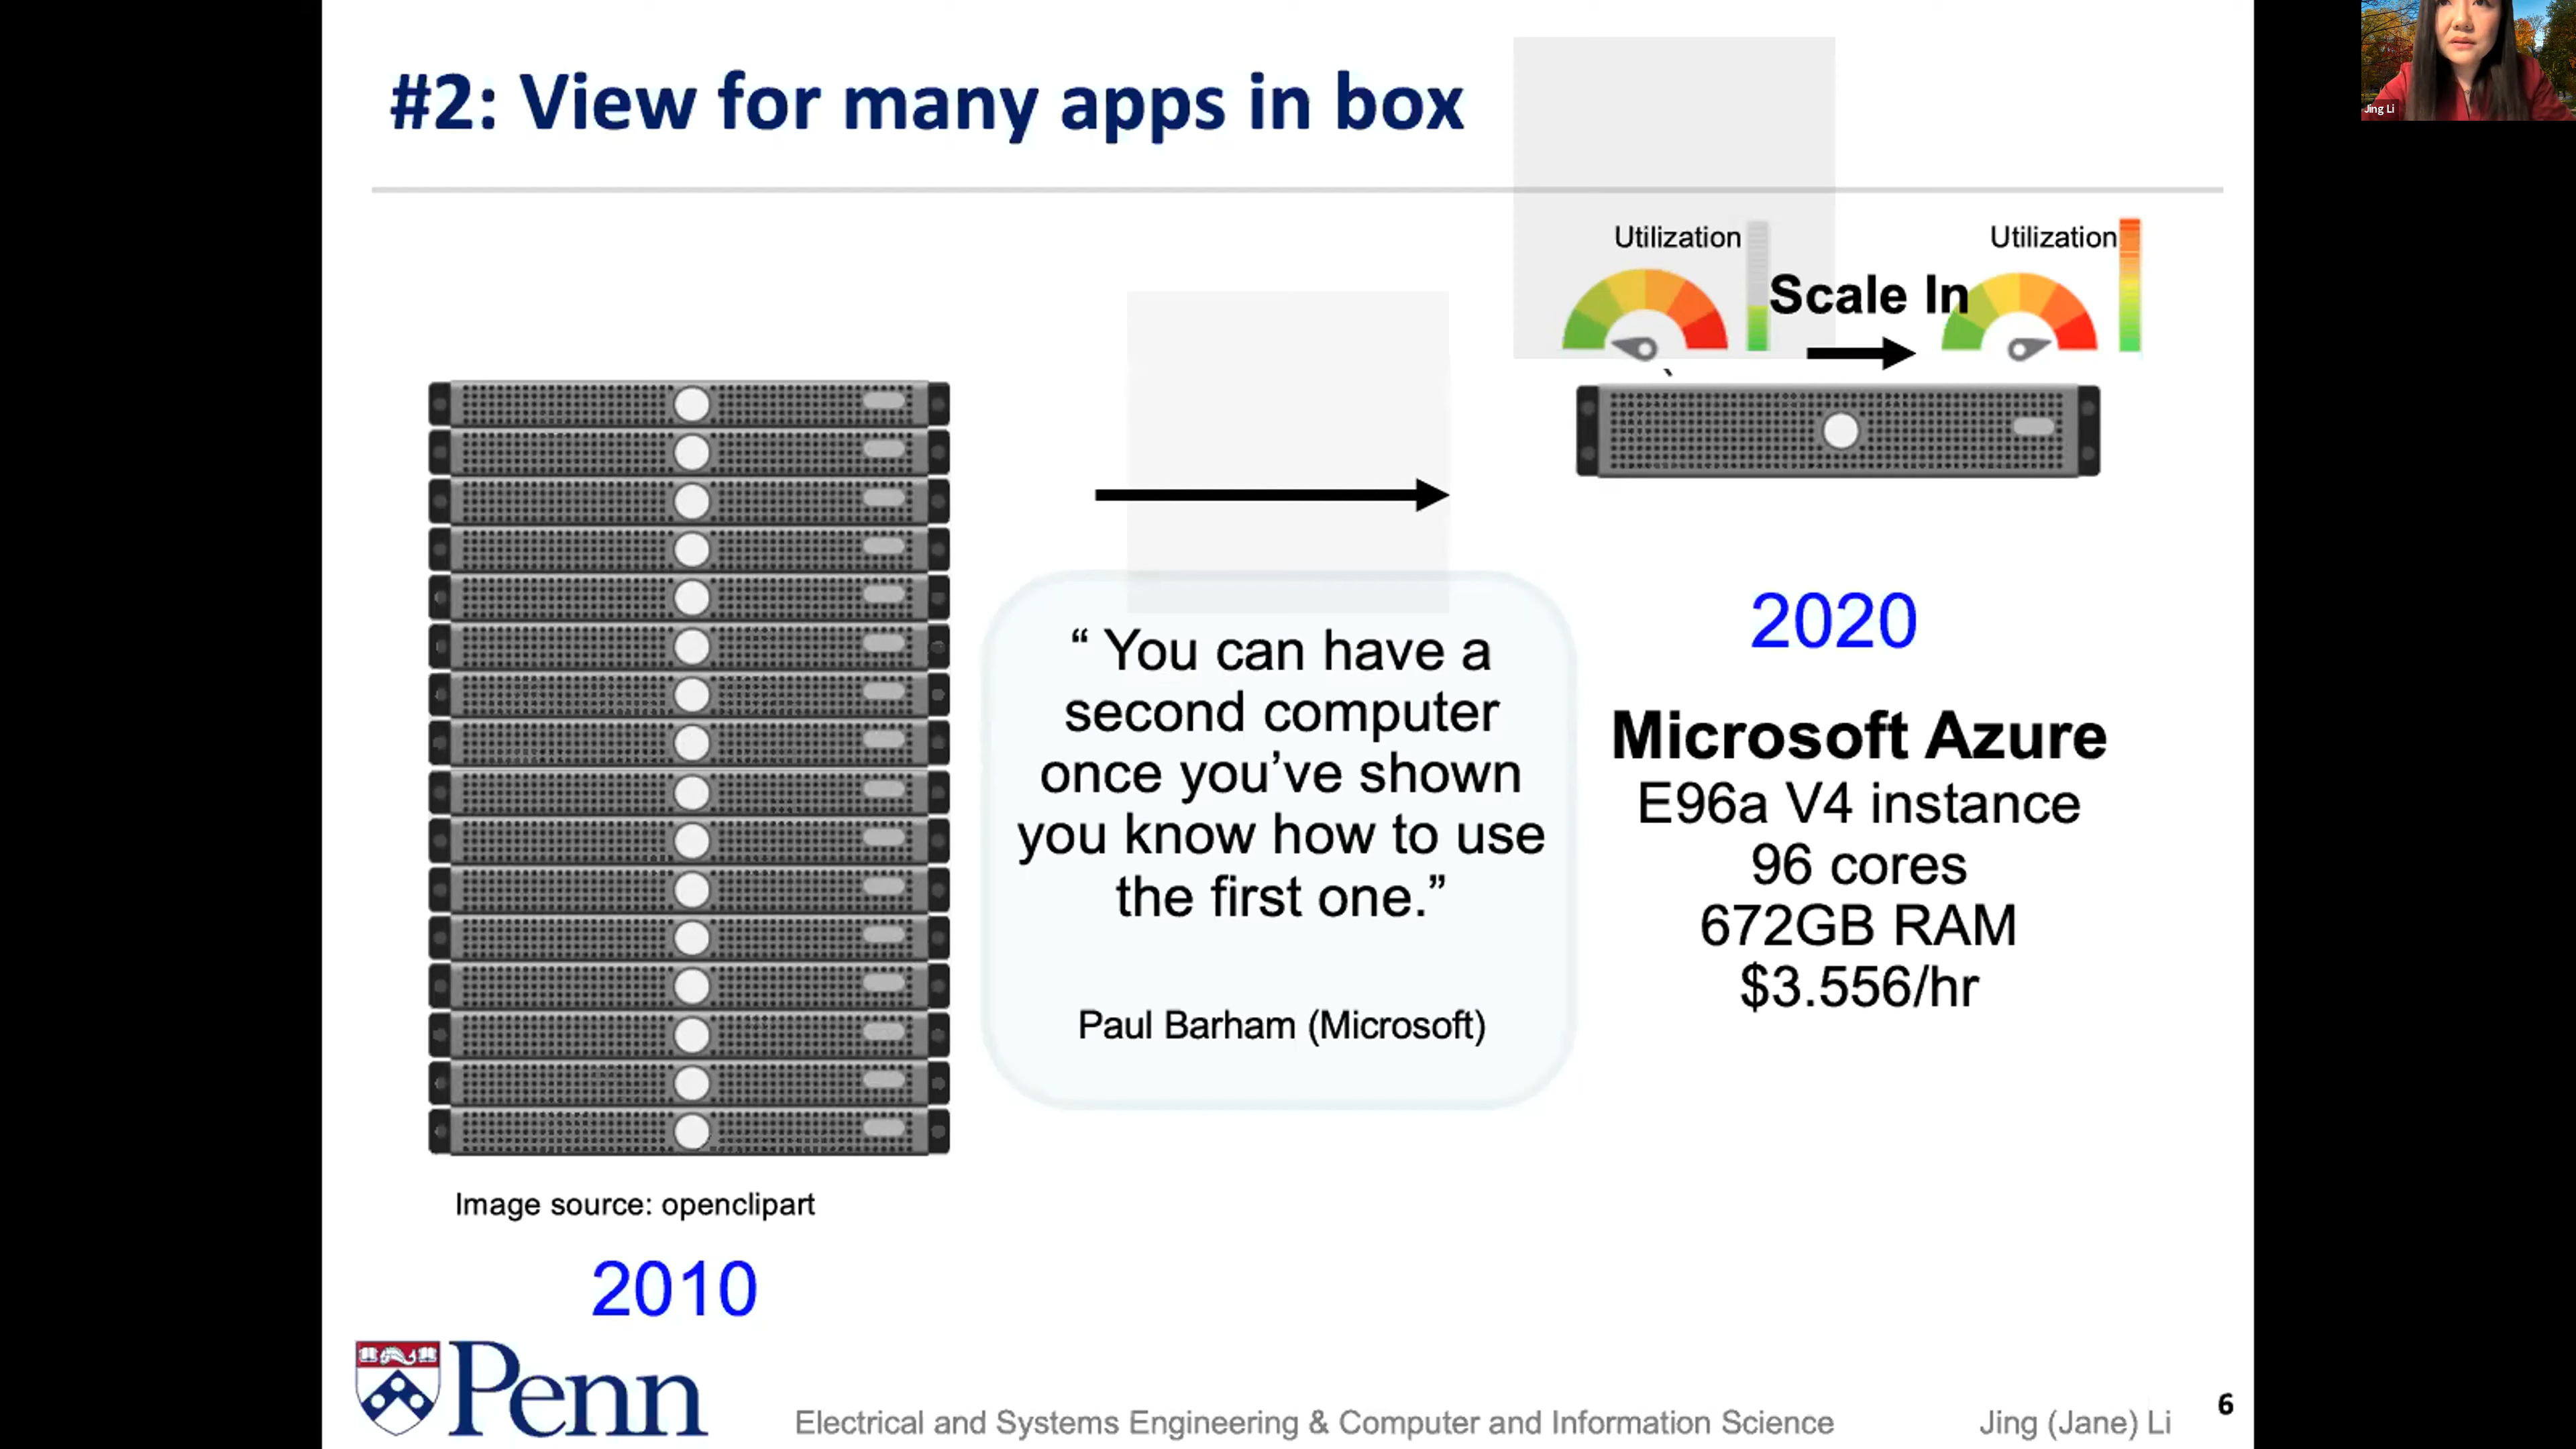 #2: View for many apps in box
Jing Li
Utilization
Utilization
Scale In
“ You can have a
second computer
once you’ve shown
you know how to use
the first one.”
Paul Barham (Microsoft)
2020
Microsoft Azure
E96a V4 instance
96 cores
672GB RAM
$3.556/hr
Image source: openclipart
2010
Penn
Electrical and Systems Engineering & Computer and Information Science
Jing (Jane) Li
6